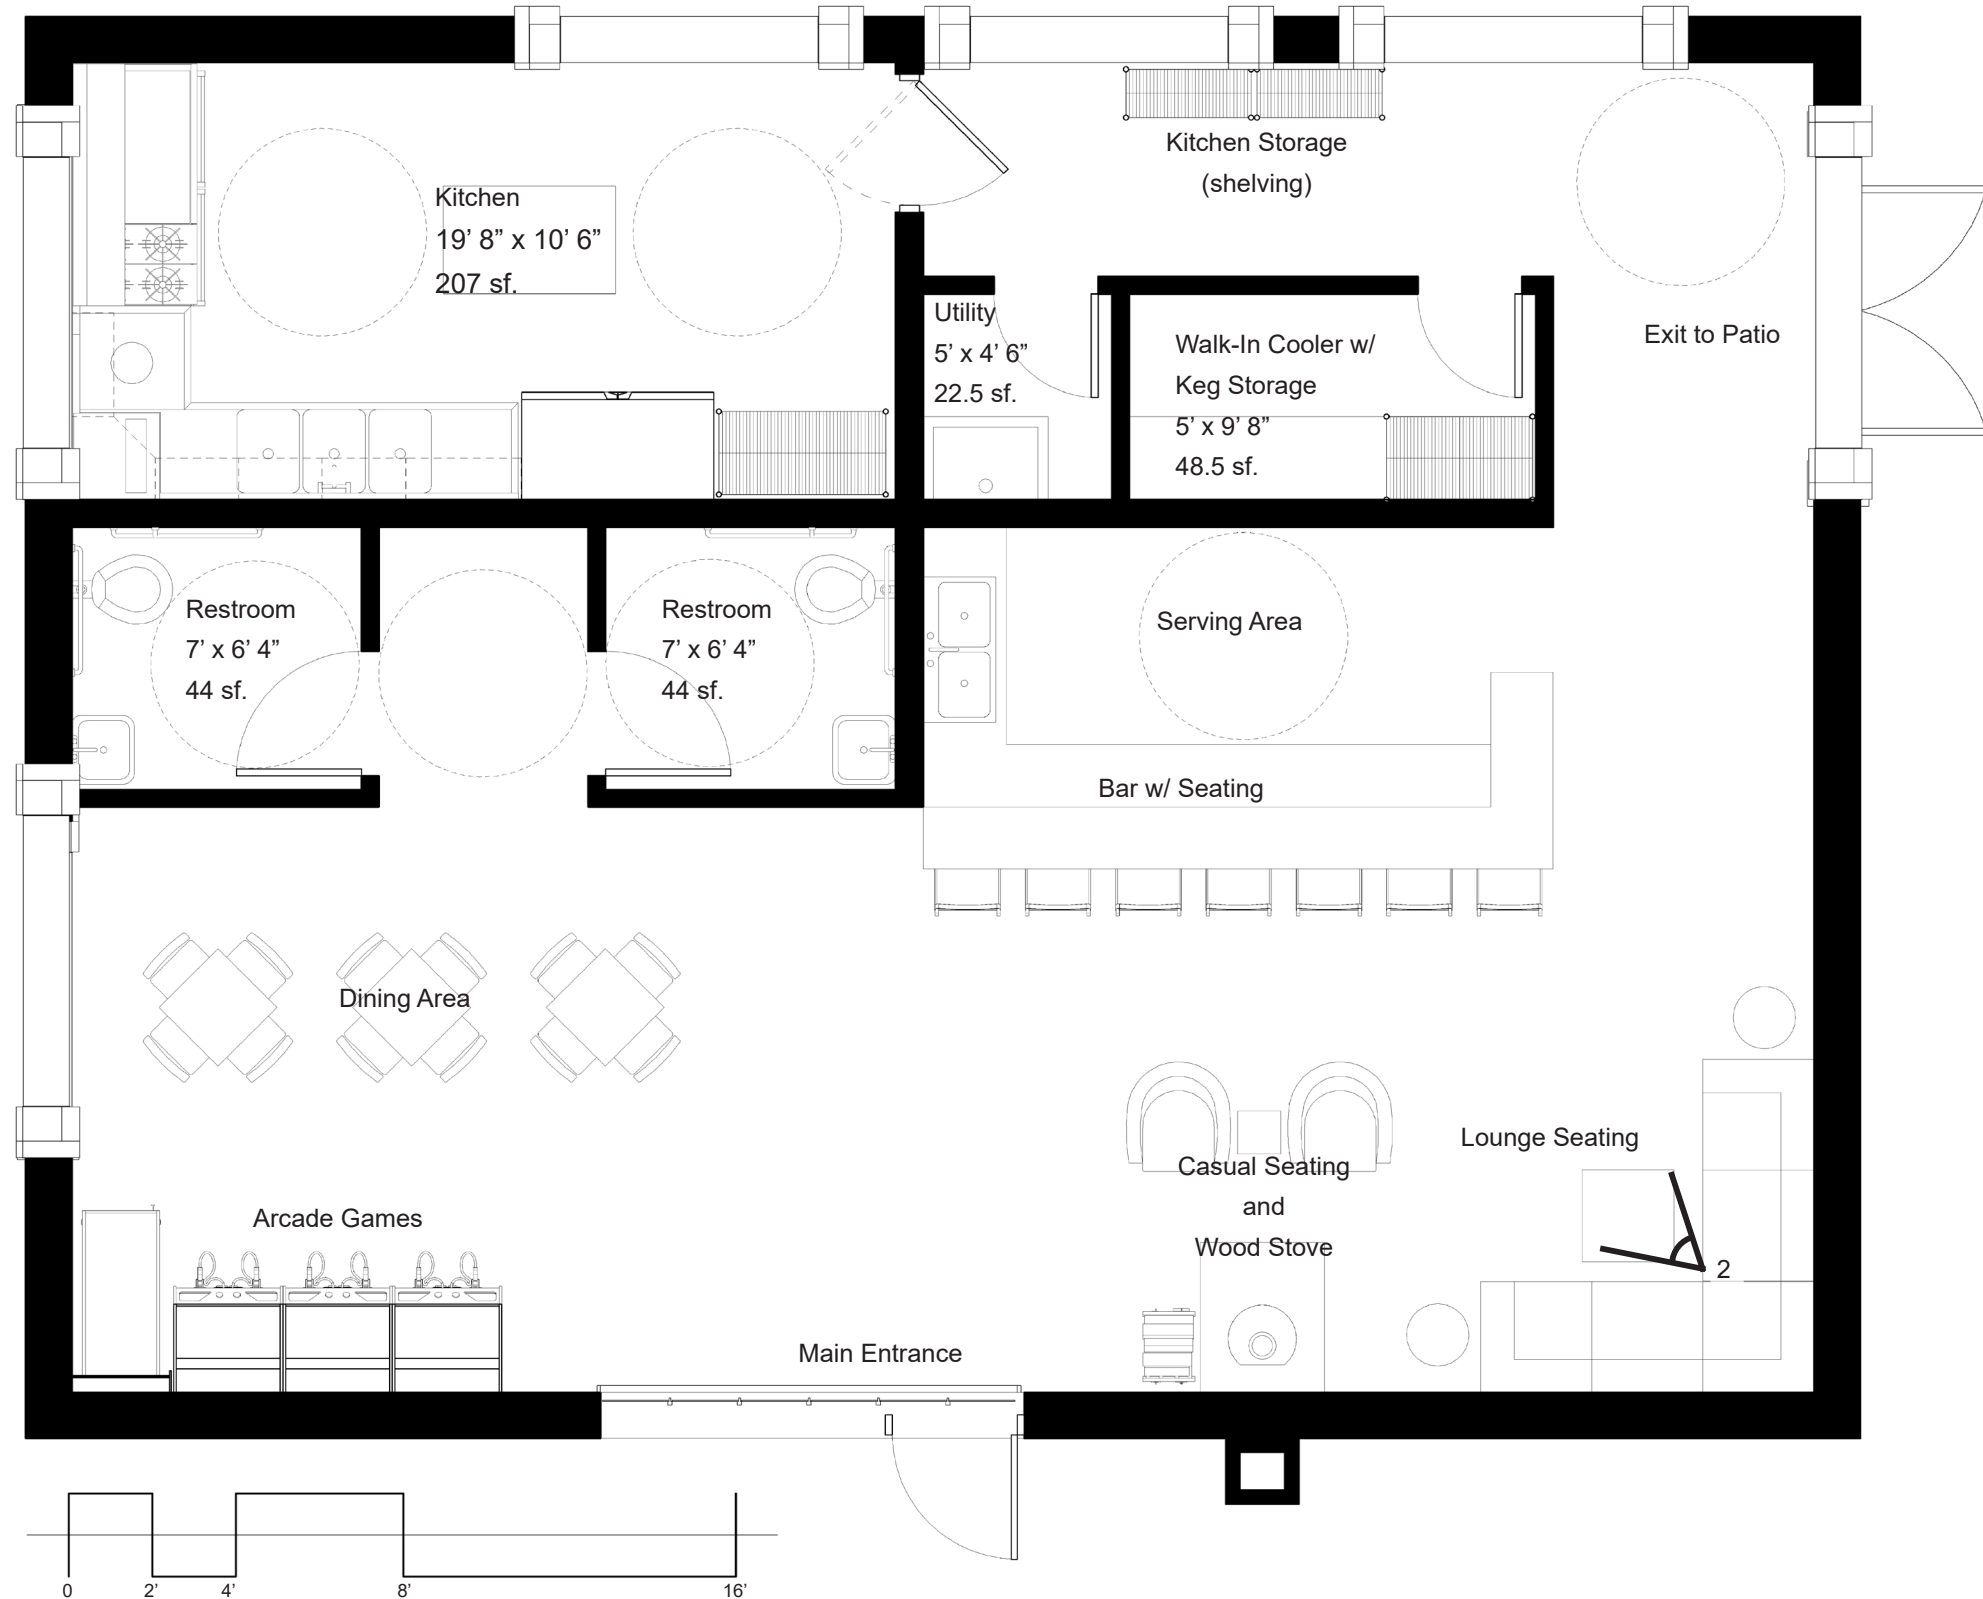 Kitchen Storage
(shelving)
Kitchen
19’ 8” x 10’ 6”
207 sf.
Utility
5’ x 4’ 6”
22.5 sf.
Walk-In Cooler w/
Keg Storage
5’ x 9’ 8”
48.5 sf.
Exit to Patio
Restroom
7’ x 6’ 4”
44 sf.
Restroom
7’ x 6’ 4”
44 sf.
Serving Area
Bar w/ Seating
Dining Area
Lounge Seating
Casual Seating
and
Wood Stove
Arcade Games
2
Main Entrance
0 2’ 4’ 8’ 16’